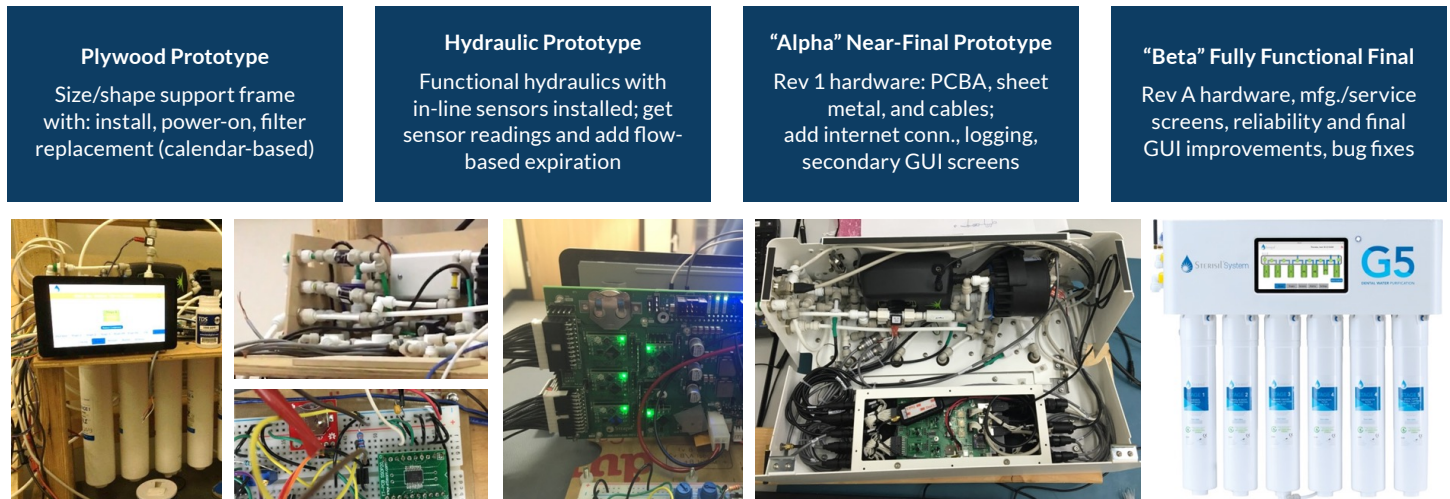 Plywood Prototype
Size/shape support frame
with: install, power-on, filter
replacement (calendar-based)
Hydraulic Prototype
Functional hydraulics with
in-line sensors installed; get
sensor readings and add flow-
based expiration
“Alpha” Near-Final Prototype
Rev 1 hardware: PCBA, sheet
metal, and cables;
add internet conn., logging,
secondary GUI screens
“Beta” Fully Functional Final
Rev A hardware, mfg./service
screens, reliability and final
GUI improvements, bug fixes
TDS
STERISIL System
G5
DENTAL WATER PURIFICATION